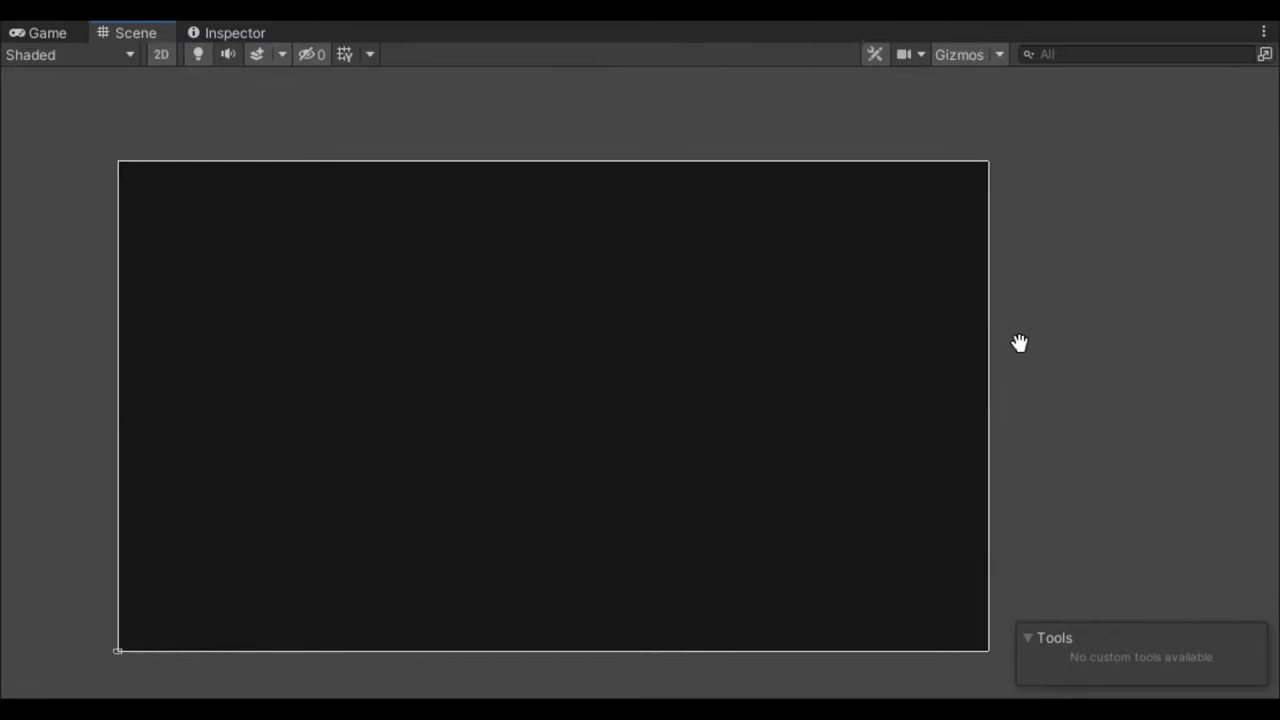 Game Scene Inspector
Shaded 2D 0 Gizmos All
Tools
No custom tools available